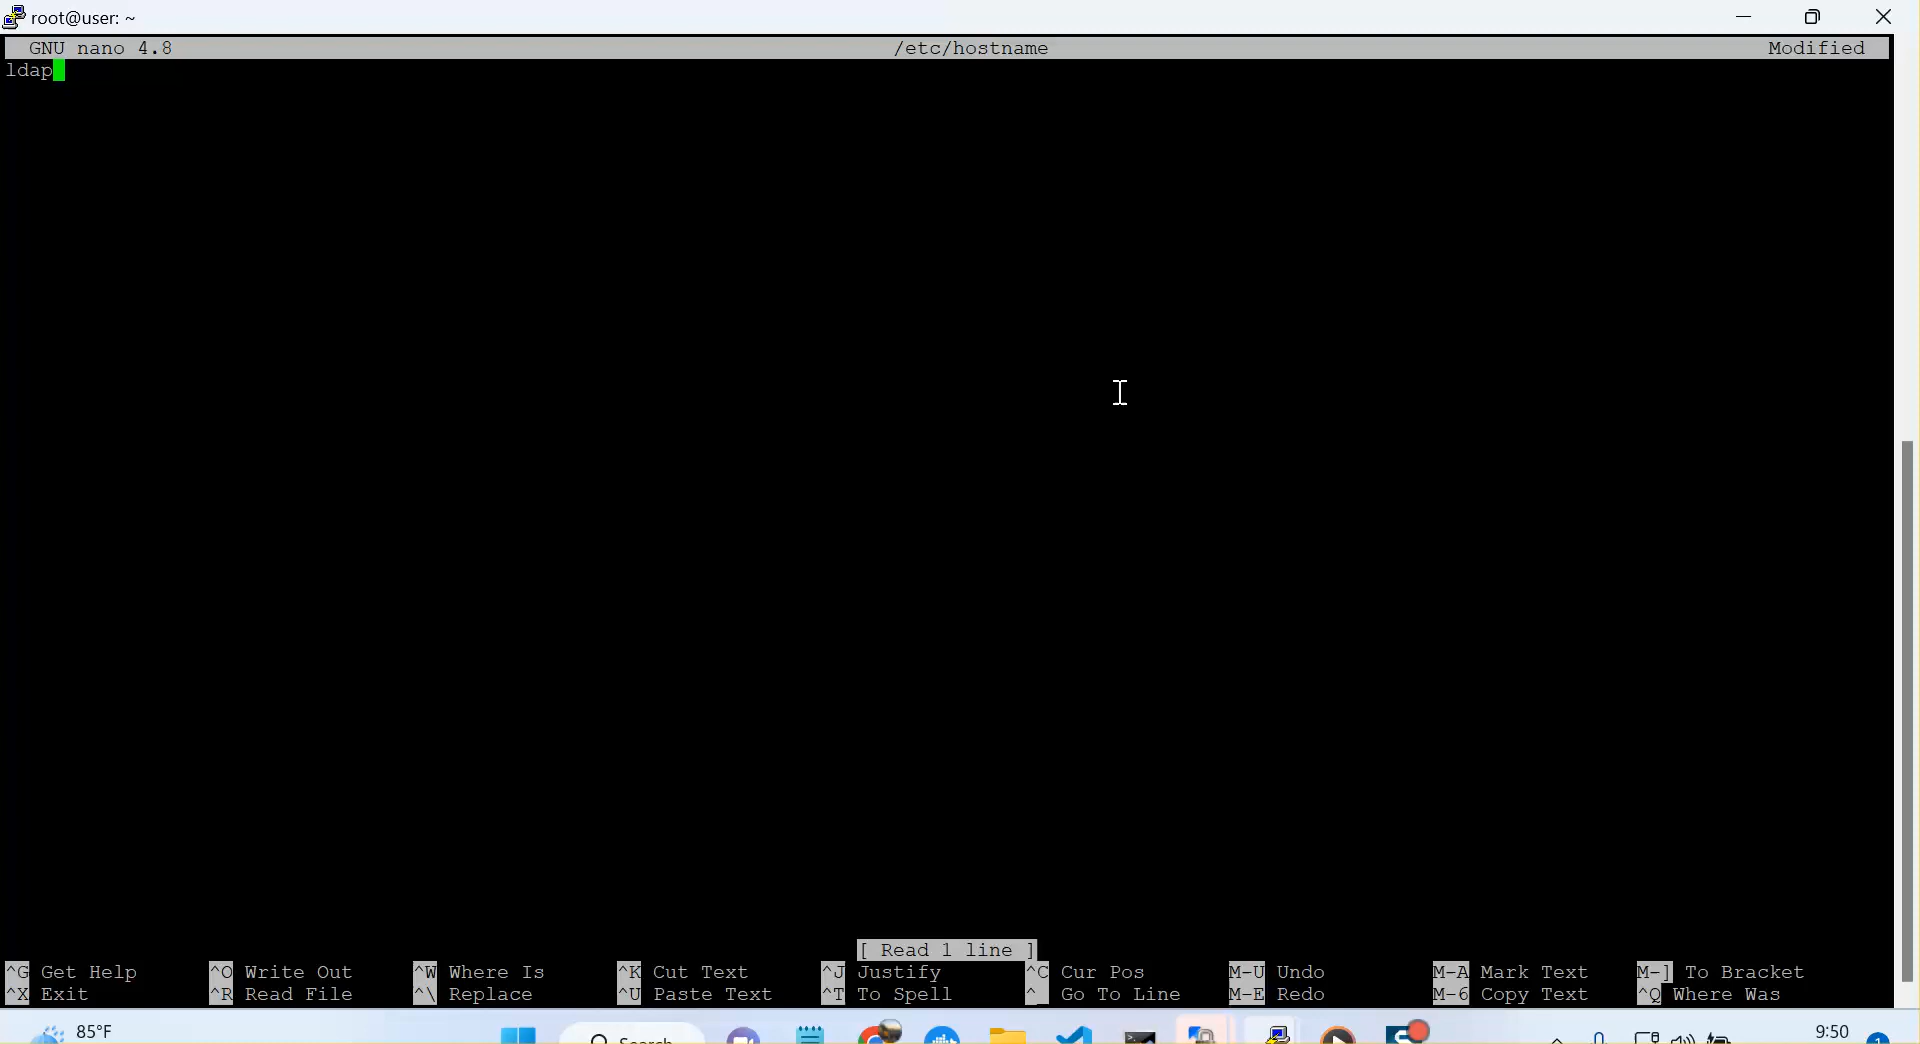 root@user: ~
GNU nano 4.8 /etc/hostname Modified
ldap
[ Read 1 line ]
^G Get Help ^O Write Out ^W Where Is ^K Cut Text ^J Justify ^C Cur Pos M-U Undo M-A Mark Text M-] To Bracket
^X Exit ^R Read File ^\ Replace ^U Paste Text ^T To Spell ^_ Go To Line M-E Redo M-6 Copy Text ^Q Where Was
85°F Search 9:50